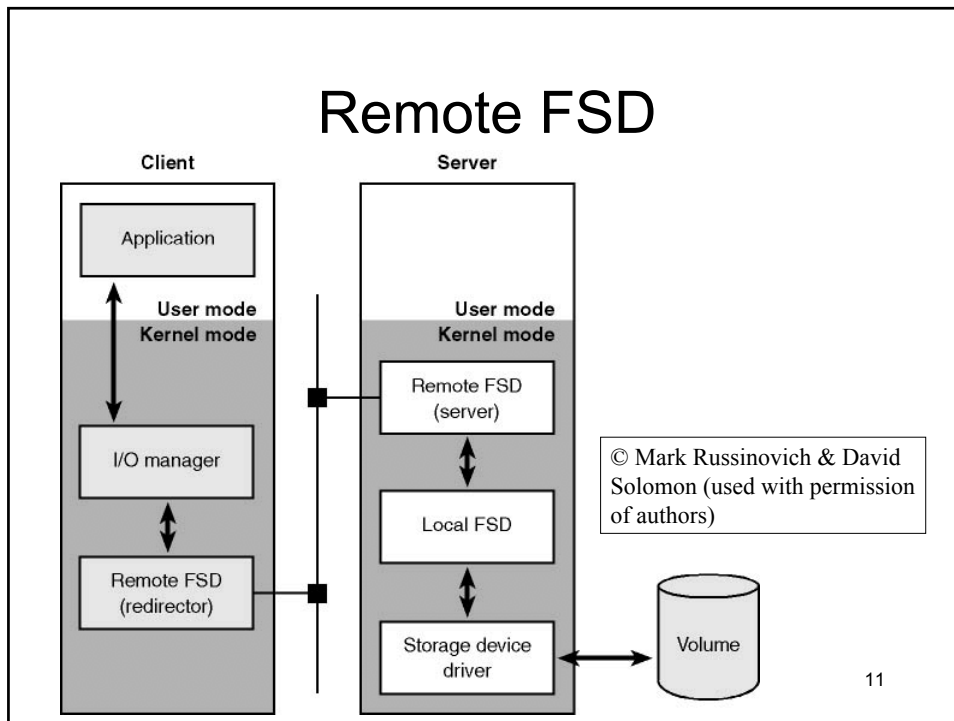 Remote FSD
Client
Application
User mode
Kernel mode
I/O manager
Remote FSD
(redirector)
Server
User mode
Kernel mode
Remote FSD
(server)
Local FSD
Storage device
driver
Volume
© Mark Russinovich & David
Solomon (used with permission
of authors)
11